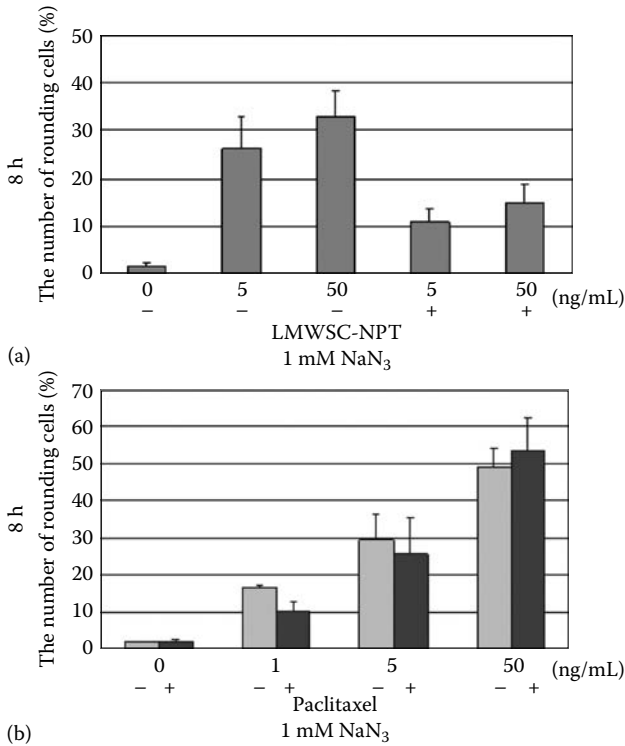 50
40
30
20
10
0
8 h
The number of rounding cells (%)
0 5 50 5 50 (ng/mL)
− − − + +
LMWSC-NPT
1 mM NaN3
(a)
70
60
50
40
30
20
10
0
8 h
The number of rounding cells (%)
0 1 5 50 (ng/mL)
− + − + − + − +
Paclitaxel
1 mM NaN3
(b)